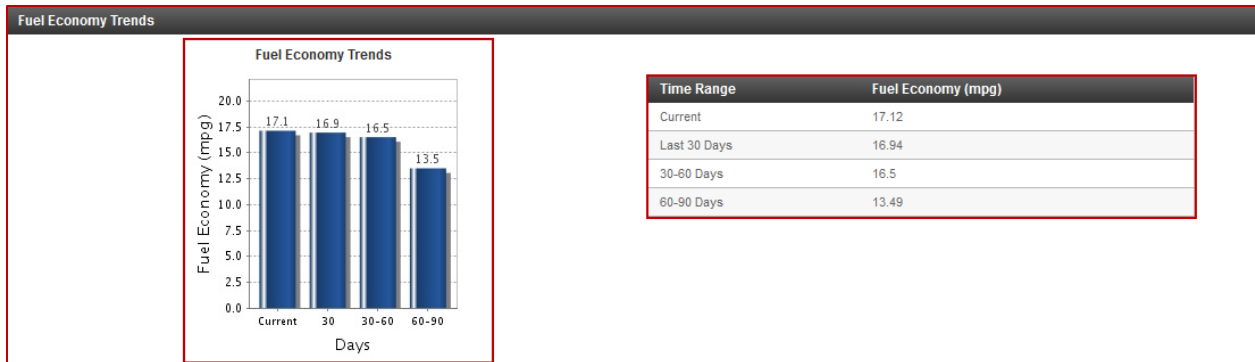 Fuel Economy Trends
Fuel Economy Trends
Fuel Economy (mpg)
20.0
17.5
15.0
12.5
10.0
7.5
5.0
2.5
0.0
17.1
16.9
16.5
13.5
Current 30 30-60 60-90
Days
Time Range Fuel Economy (mpg)
Current 17.12
Last 30 Days 16.94
30-60 Days 16.5
60-90 Days 13.49